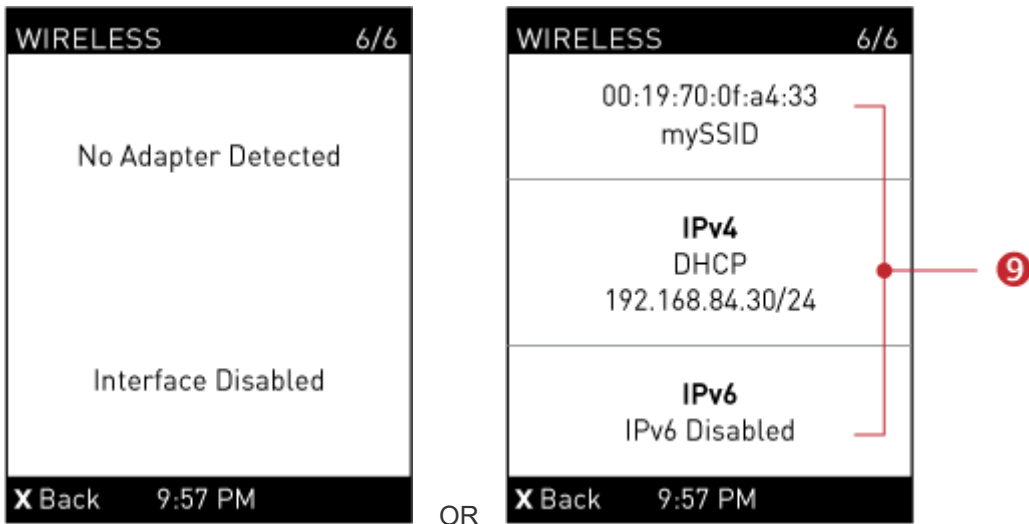 WIRELESS 6/6
No Adapter Detected
Interface Disabled
X Back 9:57 PM
OR
WIRELESS 6/6
00:19:70:0f:a4:33
mySSID
IPv4
DHCP
192.168.84.30/24
IPv6
IPv6 Disabled
X Back 9:57 PM
9